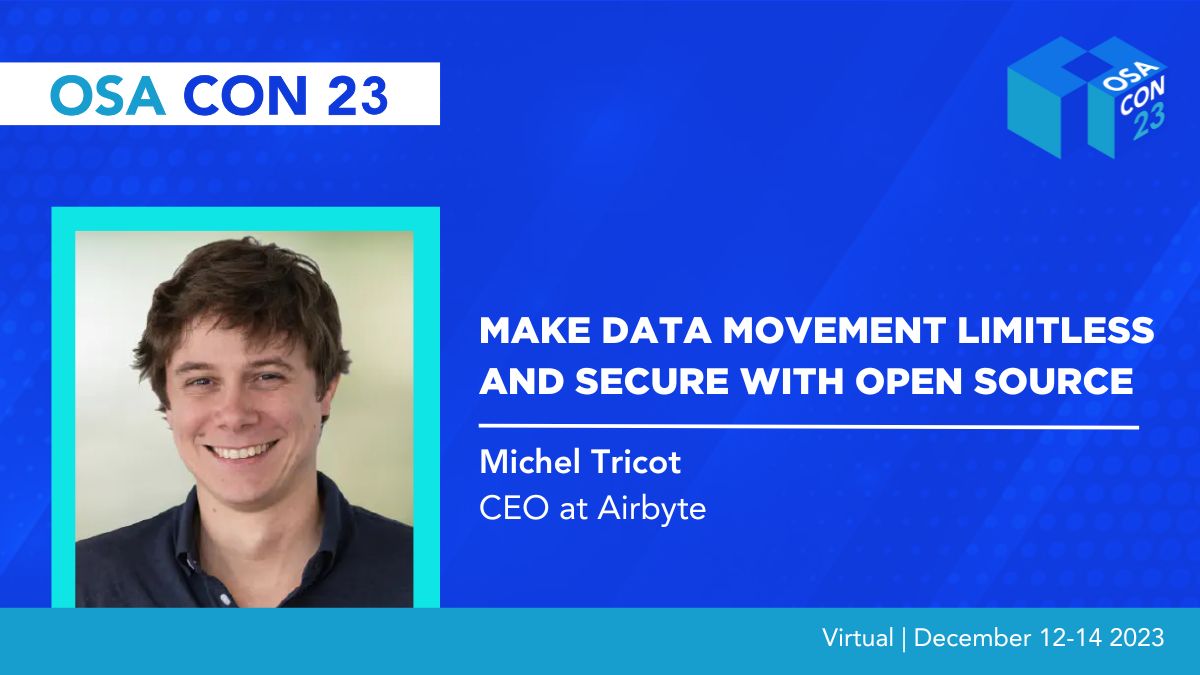 OSA CON 23
OSA
CON
23
MAKE DATA MOVEMENT LIMITLESS
AND SECURE WITH OPEN SOURCE
Michel Tricot
CEO at Airbyte
Virtual | December 12-14 2023